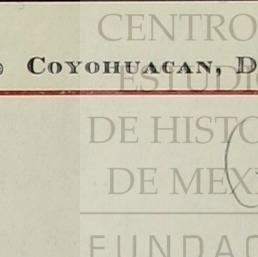 CENTRO
ESTUDIO
COYOHUACAN, D
DE HISTO
DE MEX
FUNDAC